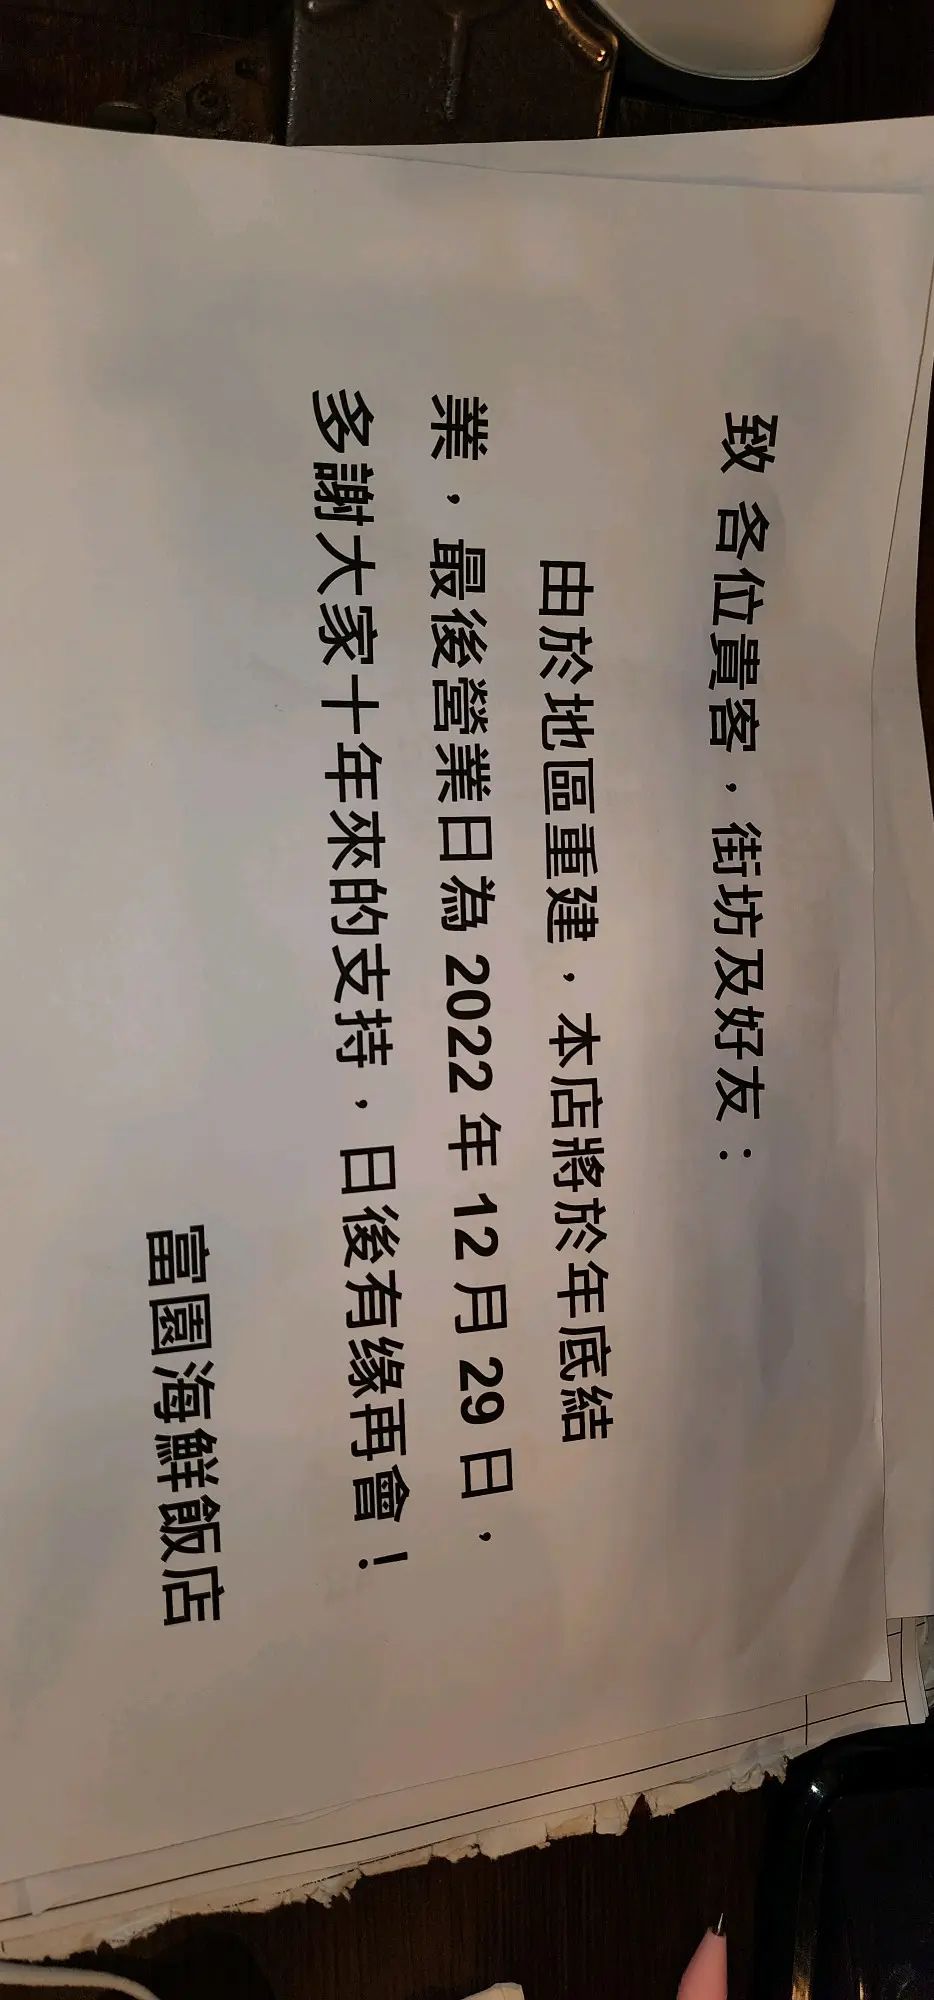 致 各位貴客，街坊及好友：
由於地區重建，本店將於年底結
業，最後營業日為 2022 年 12 月 29 日，
多謝大家十年來的支持，日後有缘再會！
富園海鮮飯店